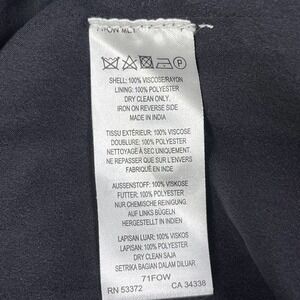 SHELL: 100% VISCOSE/RAYON
LINING: 100% POLYESTER
DRY CLEAN ONLY
IRON ON REVERSE SIDE
MADE IN INDIA
TISSU EXTÉRIEUR: 100% VISCOSE
DOUBLURE: 100% POLYESTER
NETTOYAGE À SEC UNIQUEMENT.
NE REPASSER QUE SUR L'ENVERS
FABRIQUÉ EN INDE
AUSSENSTOFF: 100% VISKOSE
FUTTER: 100% POLYESTER
NUR CHEMISCHE REINIGUNG
AUF LINKS BÜGELN
HERGESTELLT IN INDIEN
LAPISAN LUAR: 100% VISCOS
LAPISAN: 100% POLYESTER
DRY CLEAN SAJA
SETRIKA BAGIAN DALAM DILUAR
71FOW
RN 53372 CA 34338